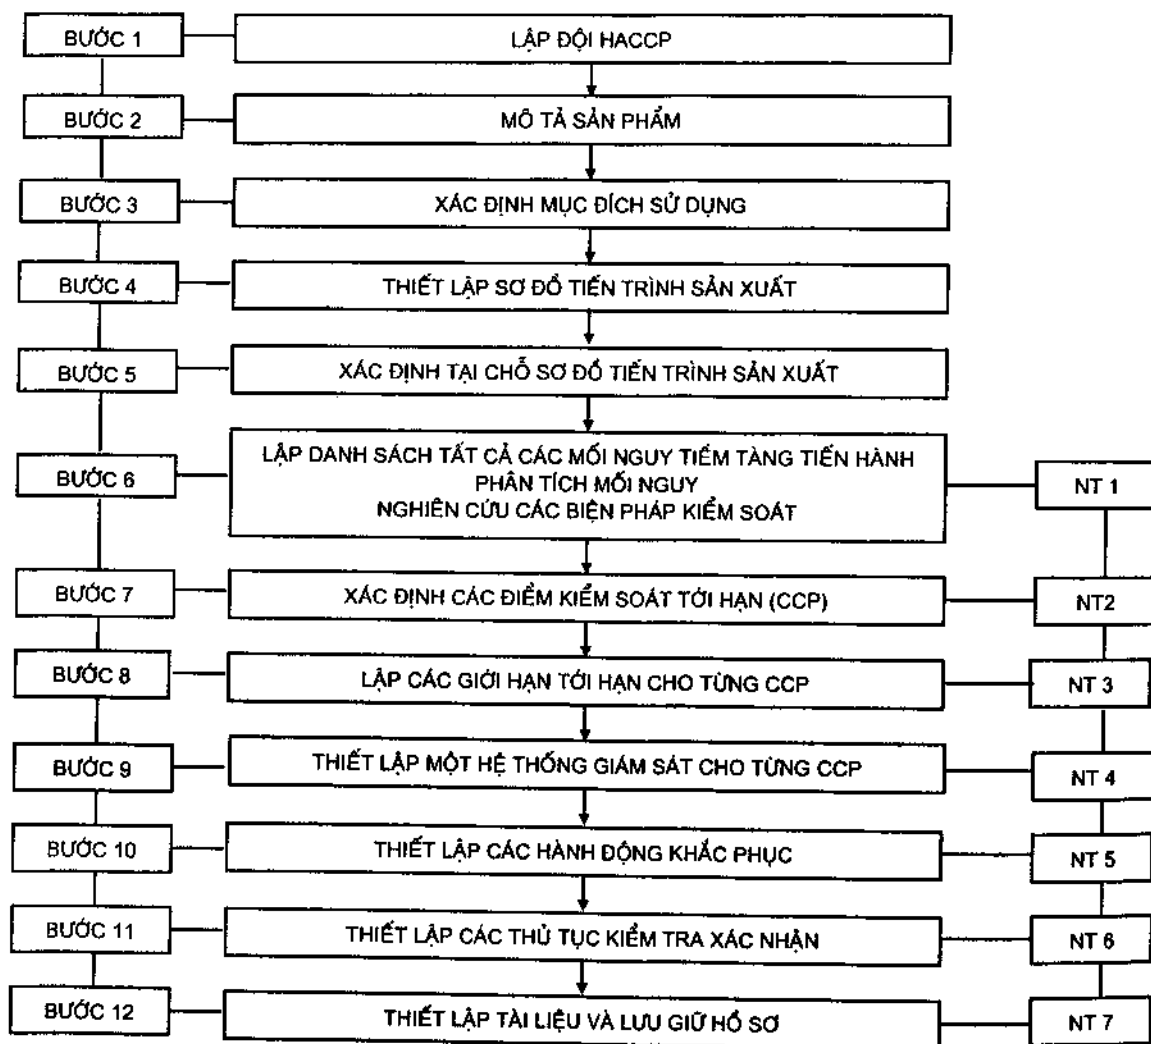 BƯỚC 1
LẬP ĐỘI HACCP
BƯỚC 2
MÔ TẢ SẢN PHẨM
BƯỚC 3
XÁC ĐỊNH MỤC ĐÍCH SỬ DỤNG
BƯỚC 4
THIẾT LẬP SƠ ĐỒ TIẾN TRÌNH SẢN XUẤT
BƯỚC 5
XÁC ĐỊNH TẠI CHỖ SƠ ĐỒ TIẾN TRÌNH SẢN XUẤT
BƯỚC 6
LẬP DANH SÁCH TẤT CẢ CÁC MỐI NGUY TIỀM TÀNG TIẾN HÀNH
PHÂN TÍCH MỐI NGUY
NGHIÊN CỨU CÁC BIỆN PHÁP KIỂM SOÁT
NT 1
BƯỚC 7
XÁC ĐỊNH CÁC ĐIỂM KIỂM SOÁT TỚI HẠN (CCP)
NT2
BƯỚC 8
LẬP CÁC GIỚI HẠN TỚI HẠN CHO TỪNG CCP
NT 3
BƯỚC 9
THIẾT LẬP MỘT HỆ THỐNG GIÁM SÁT CHO TỪNG CCP
NT 4
BƯỚC 10
THIẾT LẬP CÁC HÀNH ĐỘNG KHẮC PHỤC
NT 5
BƯỚC 11
THIẾT LẬP CÁC THỦ TỤC KIỂM TRA XÁC NHẬN
NT 6
BƯỚC 12
THIẾT LẬP TÀI LIỆU VÀ LƯU GIỮ HỒ SƠ
NT 7